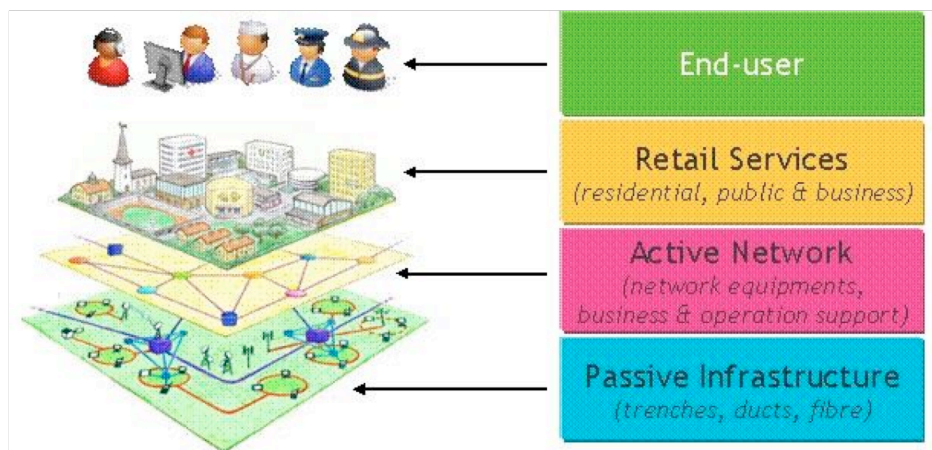 End-user
Retail Services
(residential, public & business)
Active Network
(network equipments,
business & operation support)
Passive Infrastructure
(trenches, ducts, fibre)